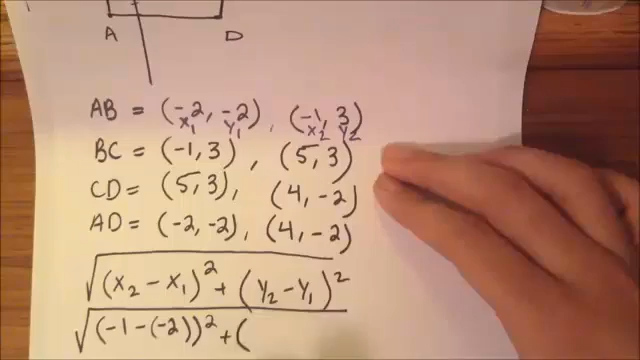 A D
AB = (-2, -2), (-1, 3)
X₁ Y₁ X₂ Y₂
BC = (-1, 3), (5, 3)
CD = (5, 3), (4, -2)
AD = (-2, -2), (4, -2)
√(X₂ - X₁)² + (Y₂ - Y₁)²
√(-1 - (-2))² + (